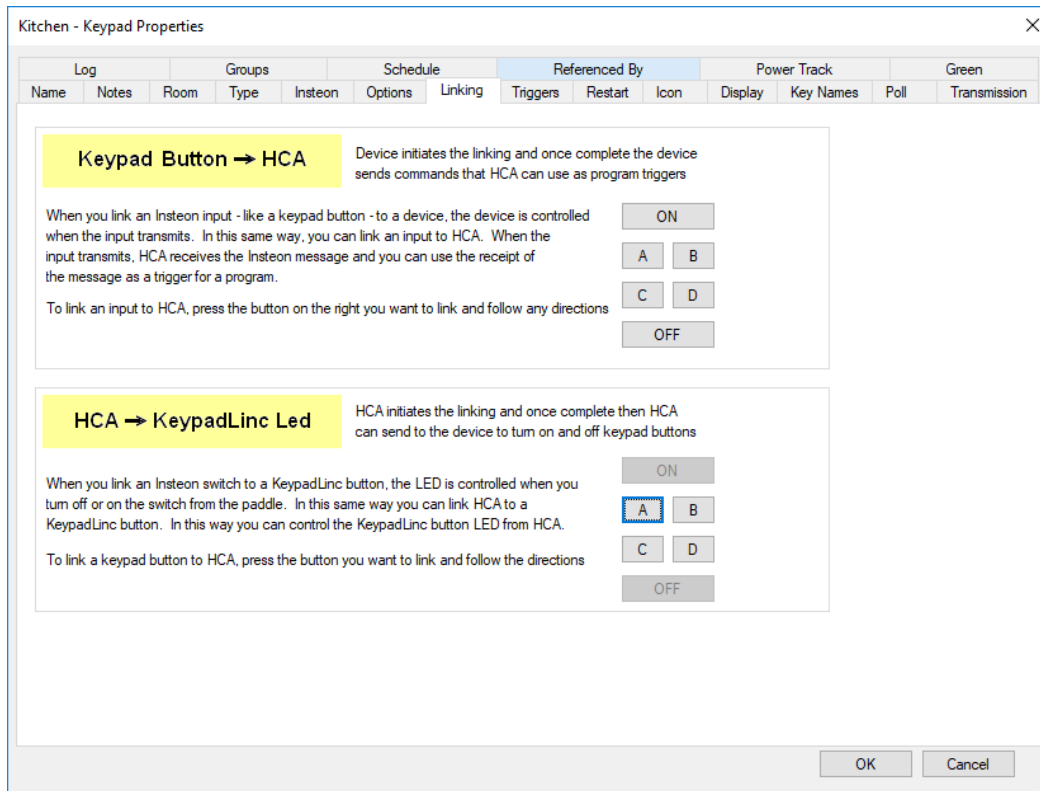 Kitchen - Keypad Properties
Log Groups Schedule Referenced By Power Track Green
Name Notes Room Type Insteon Options Linking Triggers Restart Icon Display Key Names Poll Transmission
Keypad Button → HCA
Device initiates the linking and once complete the device
sends commands that HCA can use as program triggers
When you link an Insteon input - like a keypad button - to a device, the device is controlled
when the input transmits. In this same way, you can link an input to HCA. When the
input transmits, HCA receives the Insteon message and you can use the receipt of
the message as a trigger for a program.
To link an input to HCA, press the button on the right you want to link and follow any directions
ON
A B
C D
OFF
HCA → KeypadLinc Led
HCA initiates the linking and once complete then HCA
can send to the device to turn on and off keypad buttons
When you link an Insteon switch to a KeypadLinc button, the LED is controlled when you
turn off or on the switch from the paddle. In this same way you can link HCA to a
KeypadLinc button. In this way you can control the KeypadLinc button LED from HCA.
To link a keypad button to HCA, press the button you want to link and follow the directions
ON
A B
C D
OFF
OK Cancel